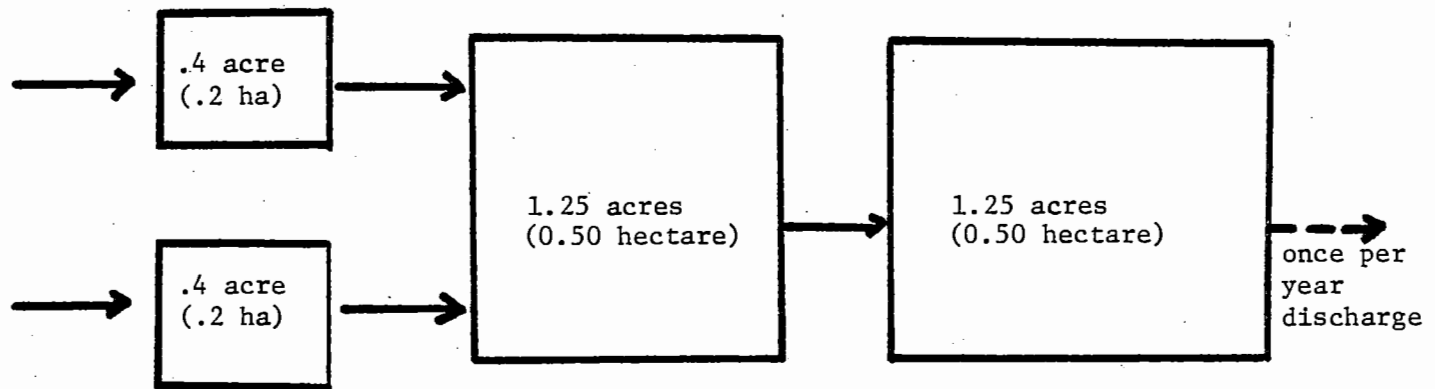 .4 acre
(.2 ha)
.4 acre
(.2 ha)
1.25 acres
(0.50 hectare)
1.25 acres
(0.50 hectare)
once per
year
discharge